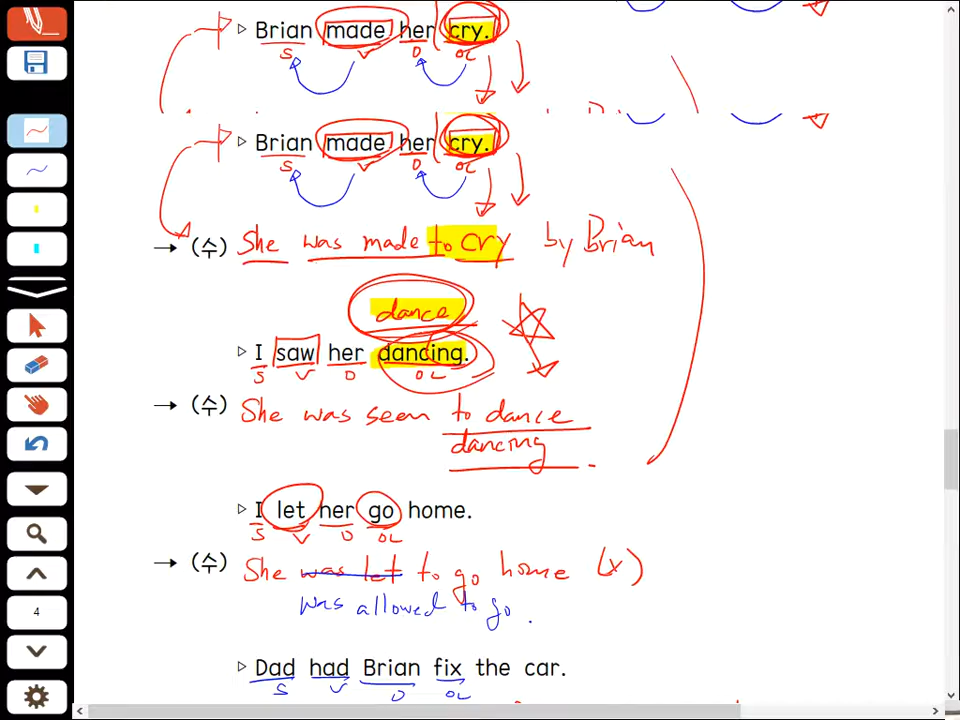 ▷ Brian made her cry.
S V O OC
▷ Brian made her cry.
S V O OC
→ (수) She was made to cry by Brian
dance
▷ I saw her dancing.
S V O OC
→ (수) She was seen to dance
dancing
▷ I let her go home.
S V O OC
→ (수) She was let to go home (x)
was allowed to go.
▷ Dad had Brian fix the car.
S V O OC
4